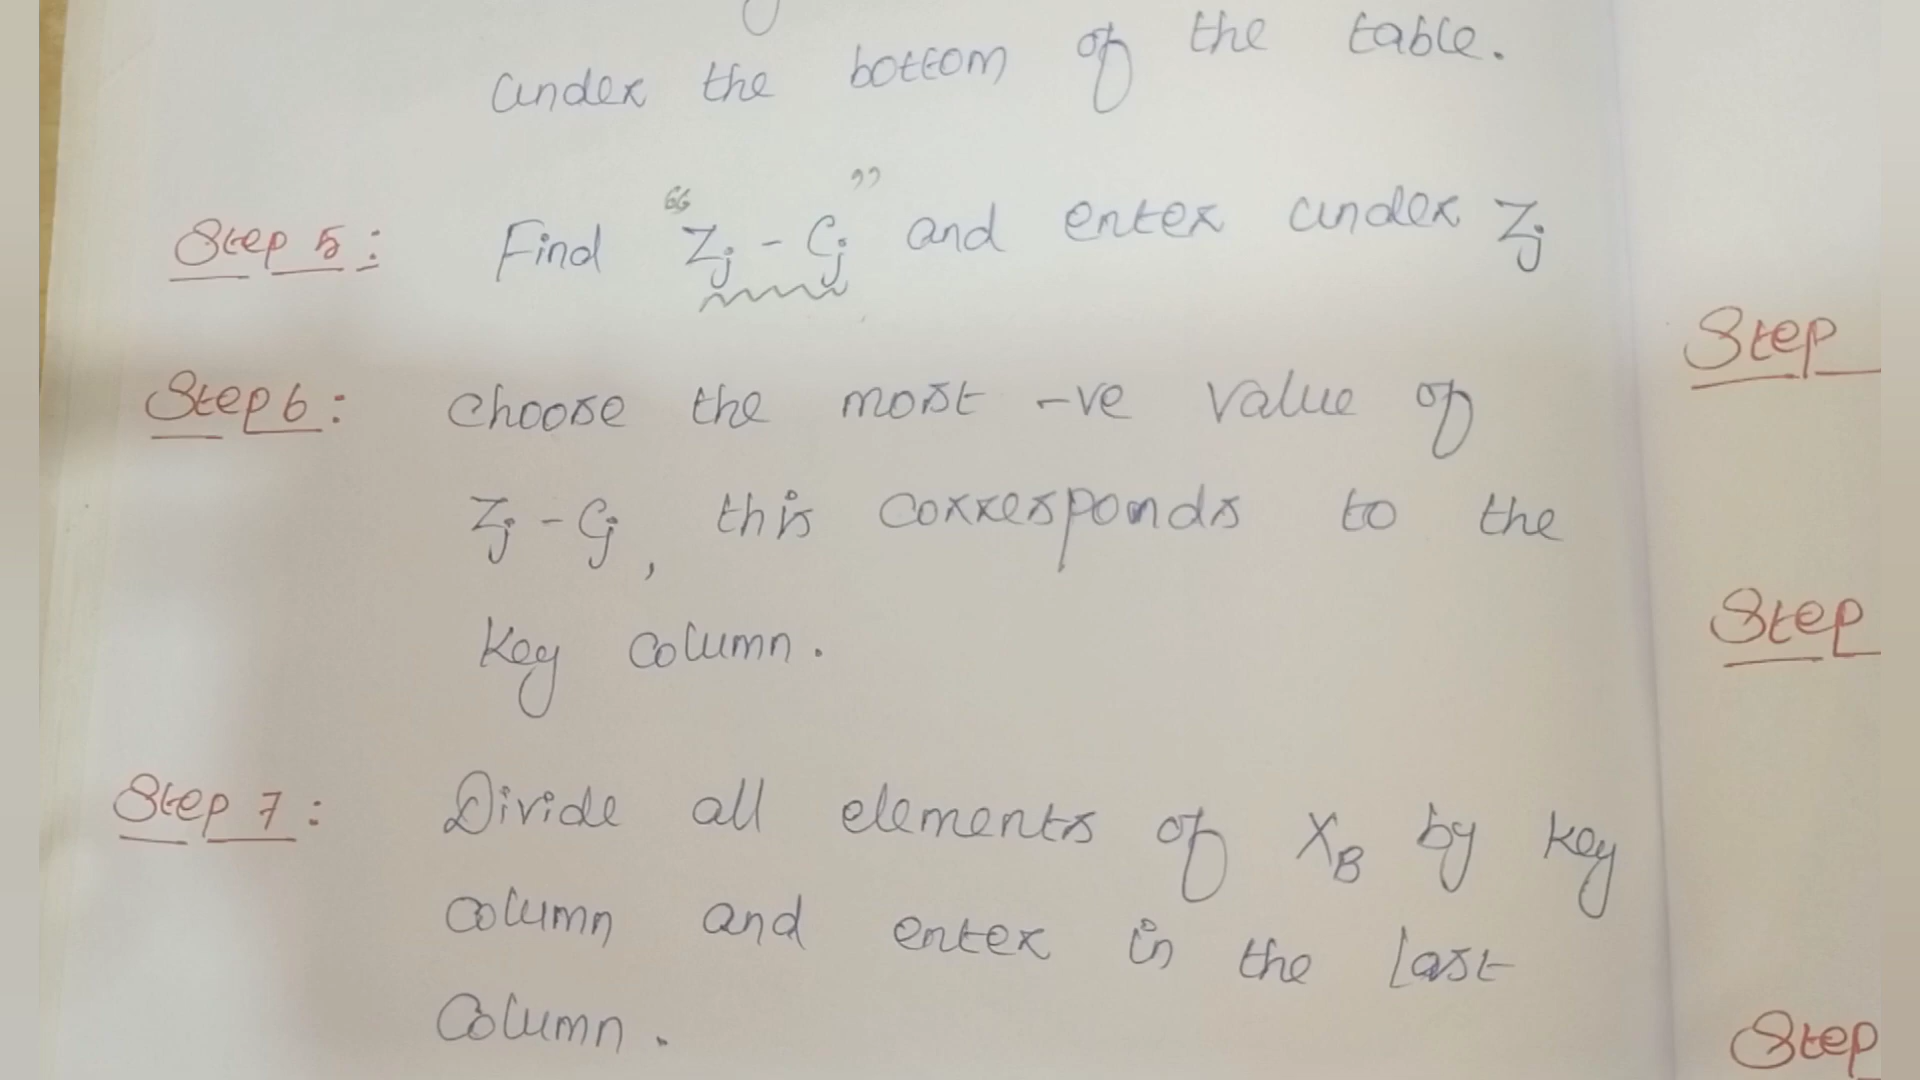 under the bottom of the table.
Step 5: Find "Zj - Cj" and enter under Zj
Step 6: choose the most -ve value of
Zj - Cj, this corresponds to the
key column.
Step 7: Divide all elements of XB by key
column and enter in the last
Column.
Step
Step
Step